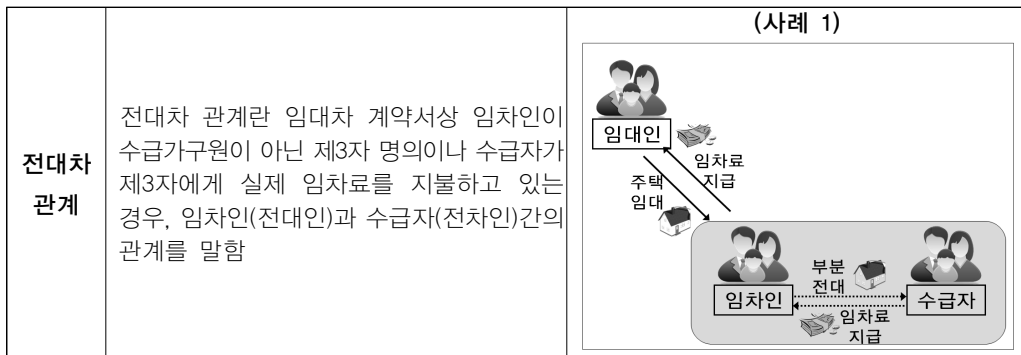 전대차
관계
전대차 관계란 임대차 계약서상 임차인이
수급가구원이 아닌 제3자 명의이나 수급자가
제3자에게 실제 임차료를 지불하고 있는
경우, 임차인(전대인)과 수급자(전차인)간의
관계를 말함
(사례 1)
임대인
임차료
지급
주택
임대
부분
전대
임차인
수급자
임차료
지급